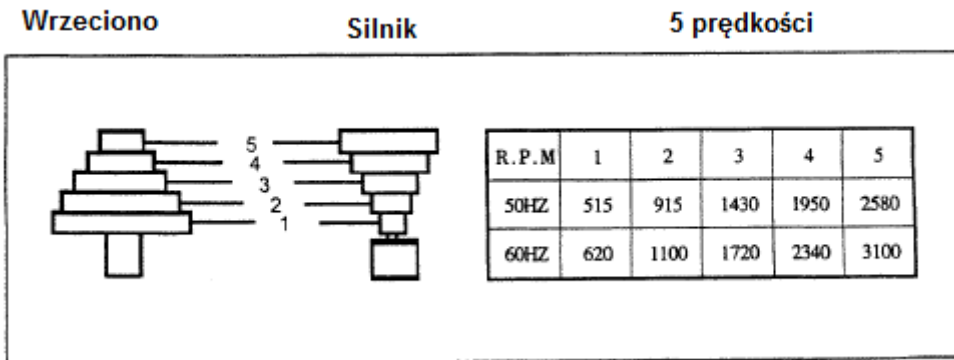 Wrzeciono Silnik 5 prędkości
5
4
3
2
1
R.P.M 1 2 3 4 5
50HZ 515 915 1430 1950 2580
60HZ 620 1100 1720 2340 3100